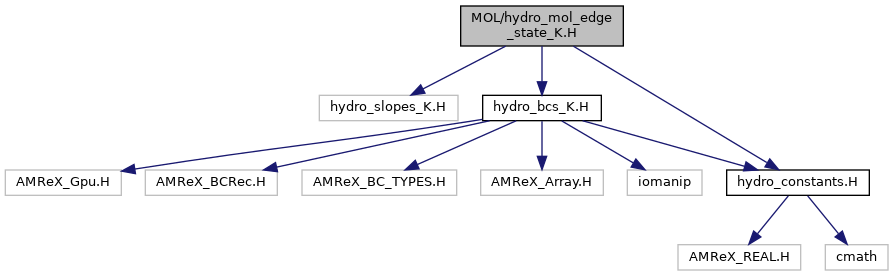 MOL/hydro_mol_edge
_state_K.H
hydro_slopes_K.H
hydro_bcs_K.H
AMReX_Gpu.H
AMReX_BCRec.H
AMReX_BC_TYPES.H
AMReX_Array.H
iomanip
hydro_constants.H
AMReX_REAL.H
cmath